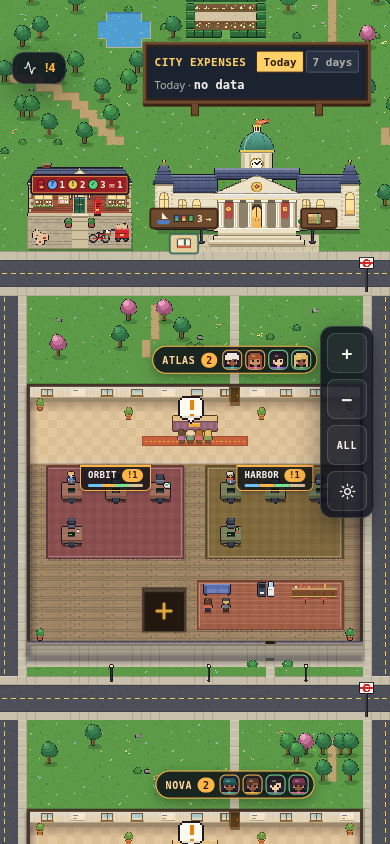 CITY EXPENSES Today 7 days
!4
Today · no data
! 1 ! 2 3 1
3 → ...
ATLAS 2
+
−
ALL
!
ORBIT !1
HARBOR !1
+
NOVA 2
!